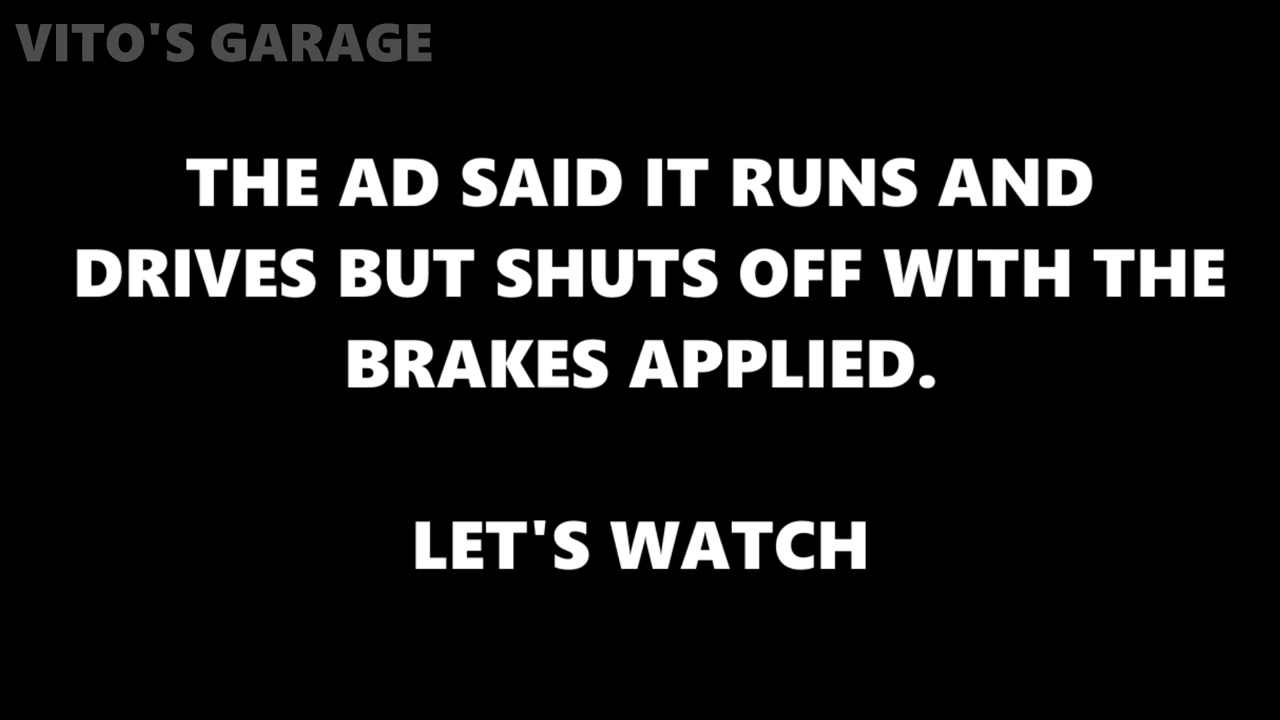 VITO'S GARAGE
THE AD SAID IT RUNS AND
DRIVES BUT SHUTS OFF WITH THE
BRAKES APPLIED.
LET'S WATCH